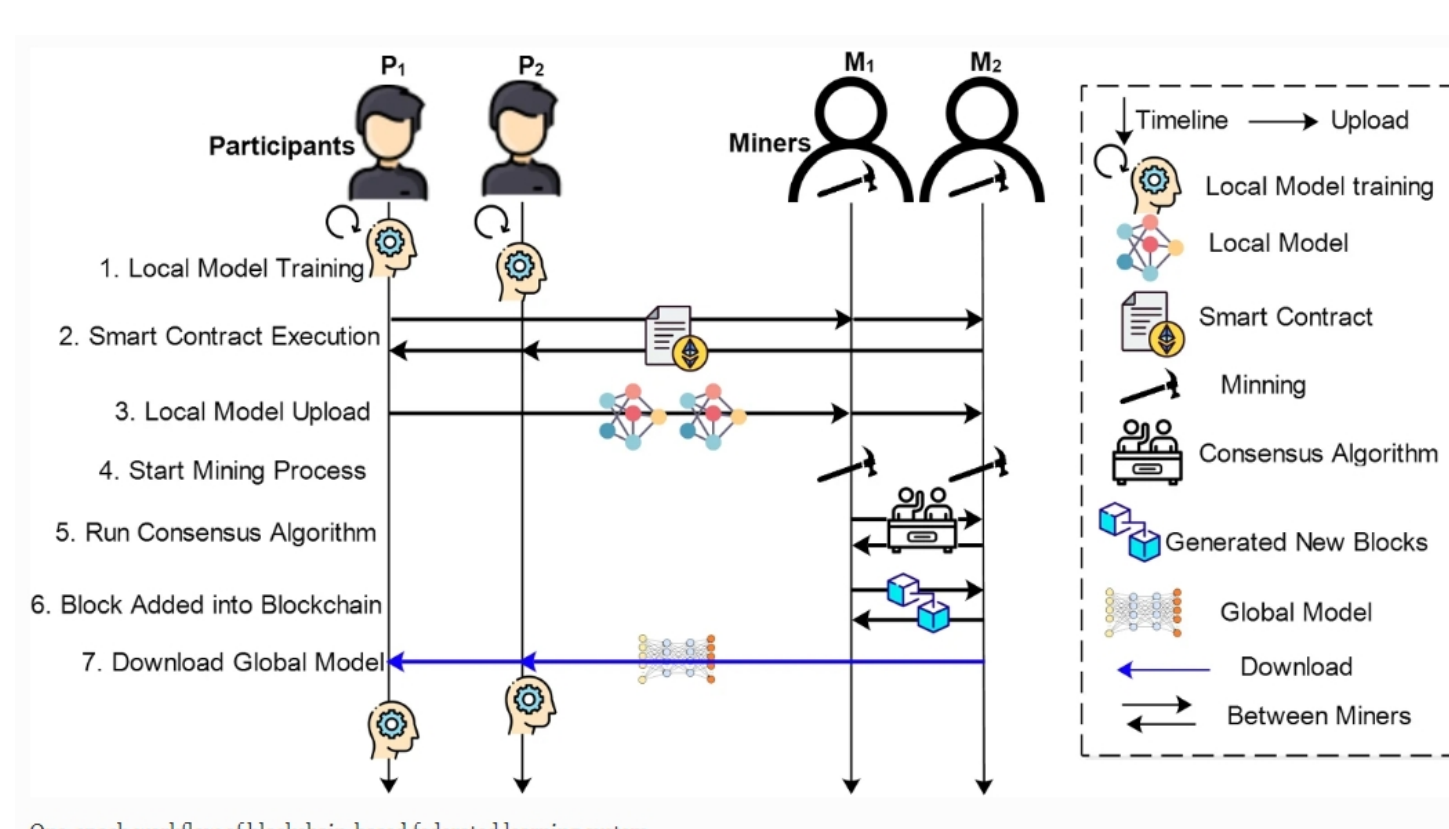 P₁
P₂
M₁
M₂
Participants
Miners
1. Local Model Training
2. Smart Contract Execution
3. Local Model Upload
4. Start Mining Process
5. Run Consensus Algorithm
6. Block Added into Blockchain
7. Download Global Model
Timeline
Upload
Local Model training
Local Model
Smart Contract
Minning
Consensus Algorithm
Generated New Blocks
Global Model
Download
Between Miners